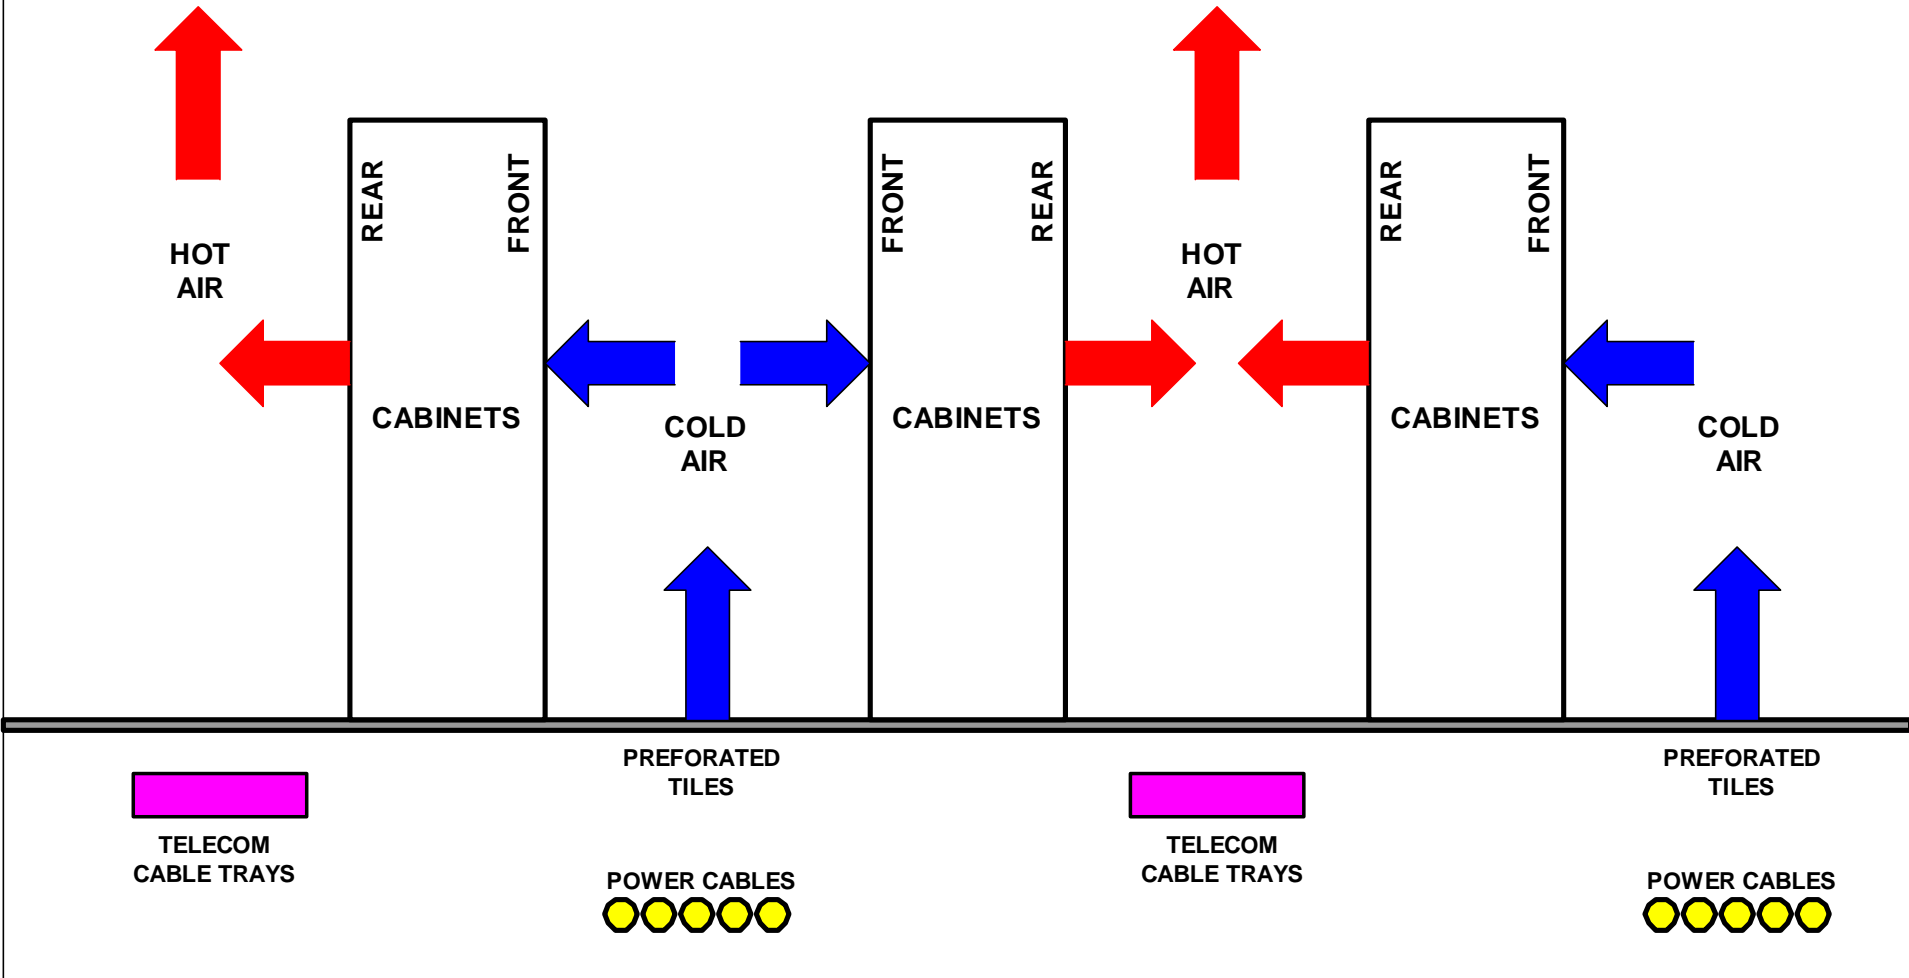 REAR
FRONT
FRONT
REAR
REAR
FRONT
HOT
AIR
HOT
AIR
CABINETS
COLD
AIR
CABINETS
CABINETS
COLD
AIR
PREFORATED
TILES
PREFORATED
TILES
TELECOM
CABLE TRAYS
TELECOM
CABLE TRAYS
POWER CABLES
POWER CABLES